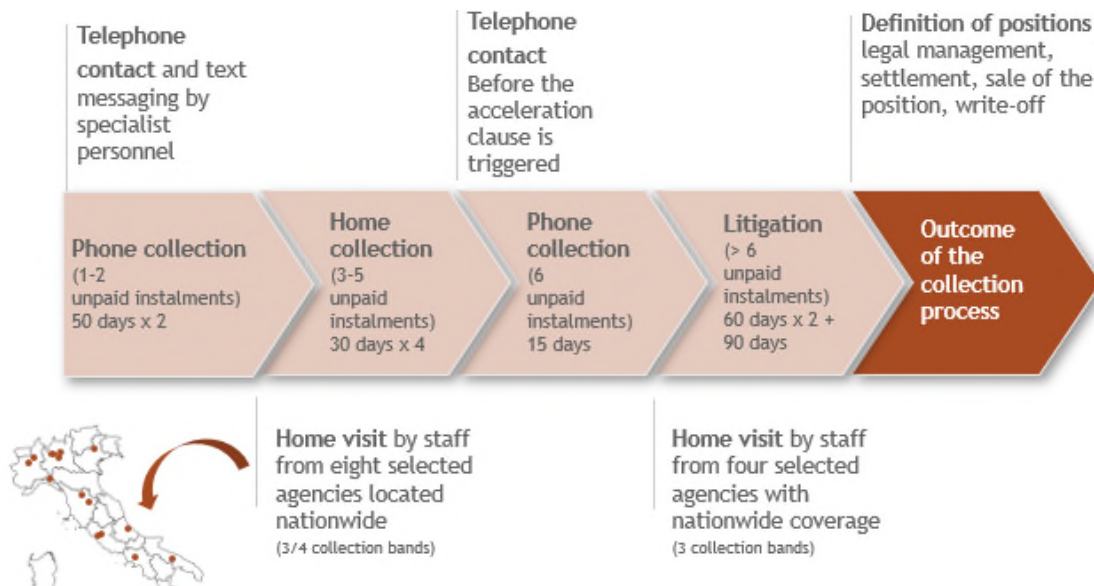 Telephone
contact and text
messaging by
specialist
personnel
Telephone
contact
Before the
acceleration
clause is
triggered
Definition of positions
legal management,
settlement, sale of the
position, write-off
Phone collection
(1-2
unpaid instalments)
50 days x 2
Home
collection
(3-5
unpaid
instalments)
30 days x 4
Phone
collection
(6
unpaid
instalments)
15 days
Litigation
(> 6
unpaid
instalments)
60 days x 2 +
90 days
Outcome
of the
collection
process
Home visit by staff
from eight selected
agencies located
nationwide
(3/4 collection bands)
Home visit by staff
from four selected
agencies with
nationwide coverage
(3 collection bands)